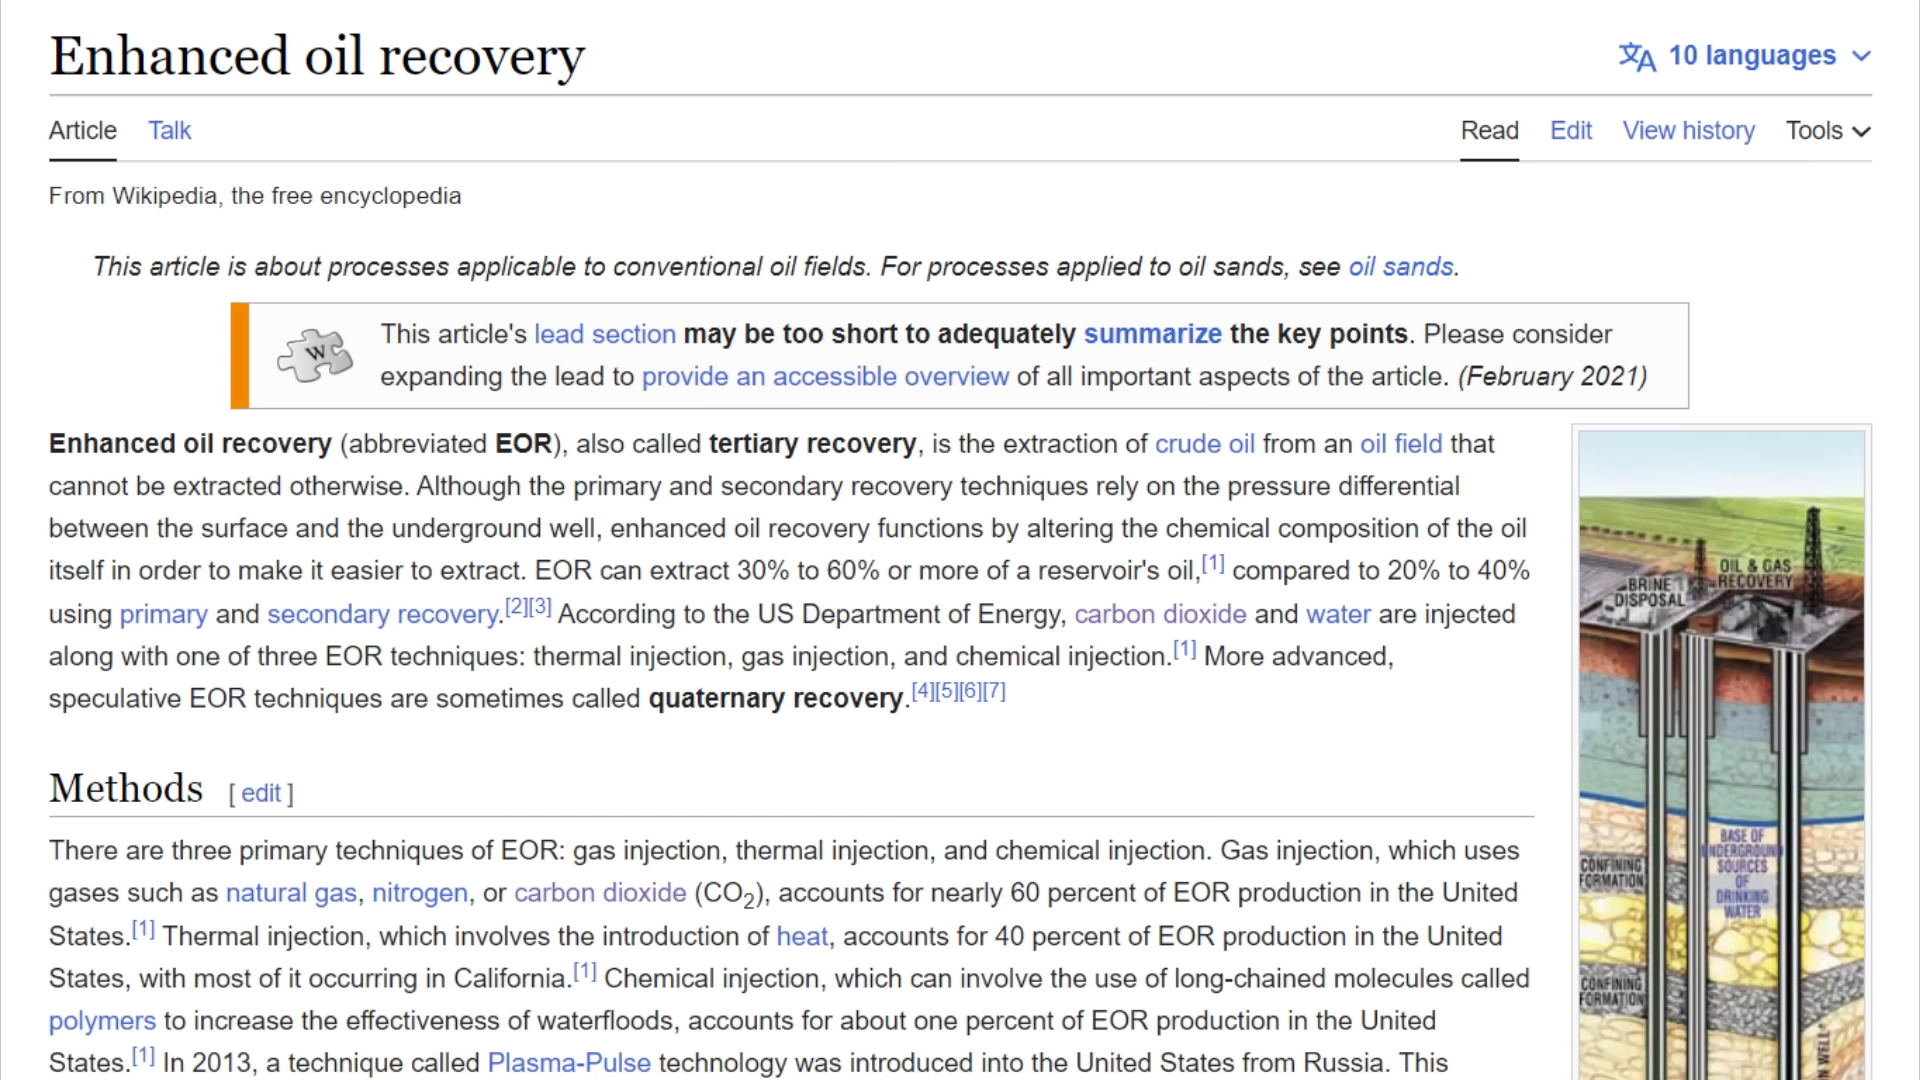 Enhanced oil recovery
10 languages
Article Talk
Read Edit View history Tools
From Wikipedia, the free encyclopedia
This article is about processes applicable to conventional oil fields. For processes applied to oil sands, see oil sands.
W
This article's lead section may be too short to adequately summarize the key points. Please consider
expanding the lead to provide an accessible overview of all important aspects of the article. (February 2021)
Enhanced oil recovery (abbreviated EOR), also called tertiary recovery, is the extraction of crude oil from an oil field that
cannot be extracted otherwise. Although the primary and secondary recovery techniques rely on the pressure differential
between the surface and the underground well, enhanced oil recovery functions by altering the chemical composition of the oil
itself in order to make it easier to extract. EOR can extract 30% to 60% or more of a reservoir's oil,[1] compared to 20% to 40%
using primary and secondary recovery.[2][3] According to the US Department of Energy, carbon dioxide and water are injected
along with one of three EOR techniques: thermal injection, gas injection, and chemical injection.[1] More advanced,
speculative EOR techniques are sometimes called quaternary recovery.[4][5][6][7]
Methods [ edit ]
There are three primary techniques of EOR: gas injection, thermal injection, and chemical injection. Gas injection, which uses
gases such as natural gas, nitrogen, or carbon dioxide (CO2), accounts for nearly 60 percent of EOR production in the United
States.[1] Thermal injection, which involves the introduction of heat, accounts for 40 percent of EOR production in the United
States, with most of it occurring in California.[1] Chemical injection, which can involve the use of long-chained molecules called
polymers to increase the effectiveness of waterfloods, accounts for about one percent of EOR production in the United
States.[1] In 2013, a technique called Plasma-Pulse technology was introduced into the United States from Russia. This
OIL & GAS
RECOVERY
BRINE
DISPOSAL
BASE OF
UNDERGROUND
SOURCES
OF
DRINKING
WATER
CONFINING
FORMATION
CONFINING
FORMATION
WELL